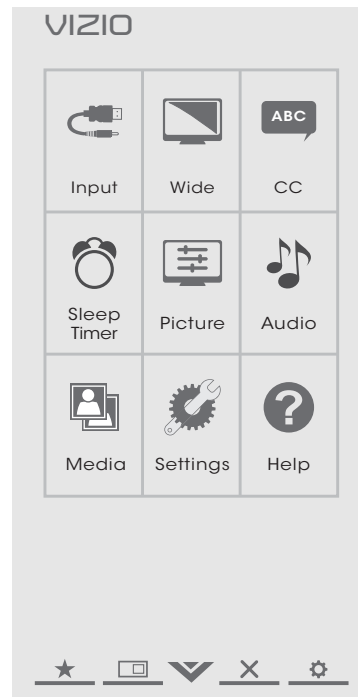 VIZIO
ABC
Input
Wide
CC
Sleep
Timer
Picture
Audio
Media
Settings
Help
?